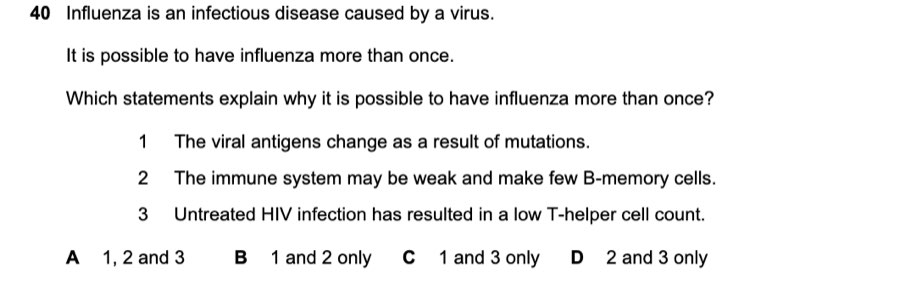 40 Influenza is an infectious disease caused by a virus.
It is possible to have influenza more than once.
Which statements explain why it is possible to have influenza more than once?
1 The viral antigens change as a result of mutations.
2 The immune system may be weak and make few B-memory cells.
3 Untreated HIV infection has resulted in a low T-helper cell count.
A 1, 2 and 3 B 1 and 2 only C 1 and 3 only D 2 and 3 only